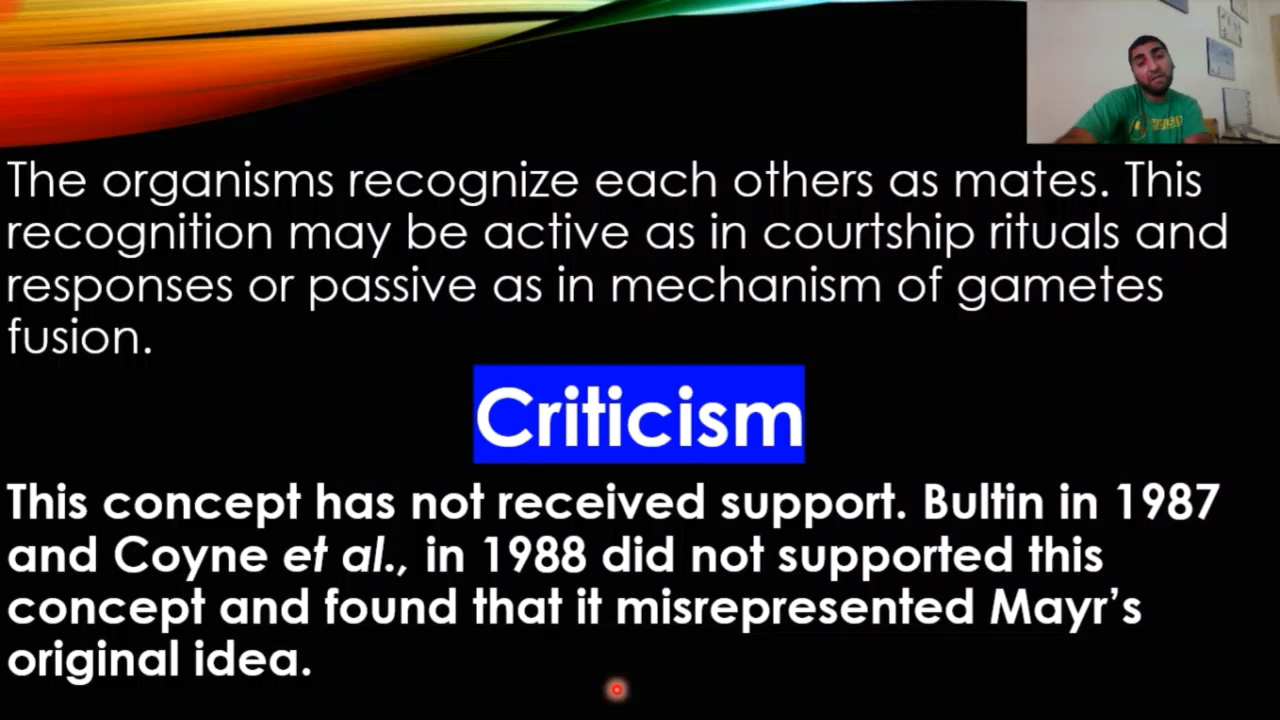 The organisms recognize each others as mates. This
recognition may be active as in courtship rituals and
responses or passive as in mechanism of gametes
fusion.
Criticism
This concept has not received support. Bultin in 1987
and Coyne et al., in 1988 did not supported this
concept and found that it misrepresented Mayr’s
original idea.